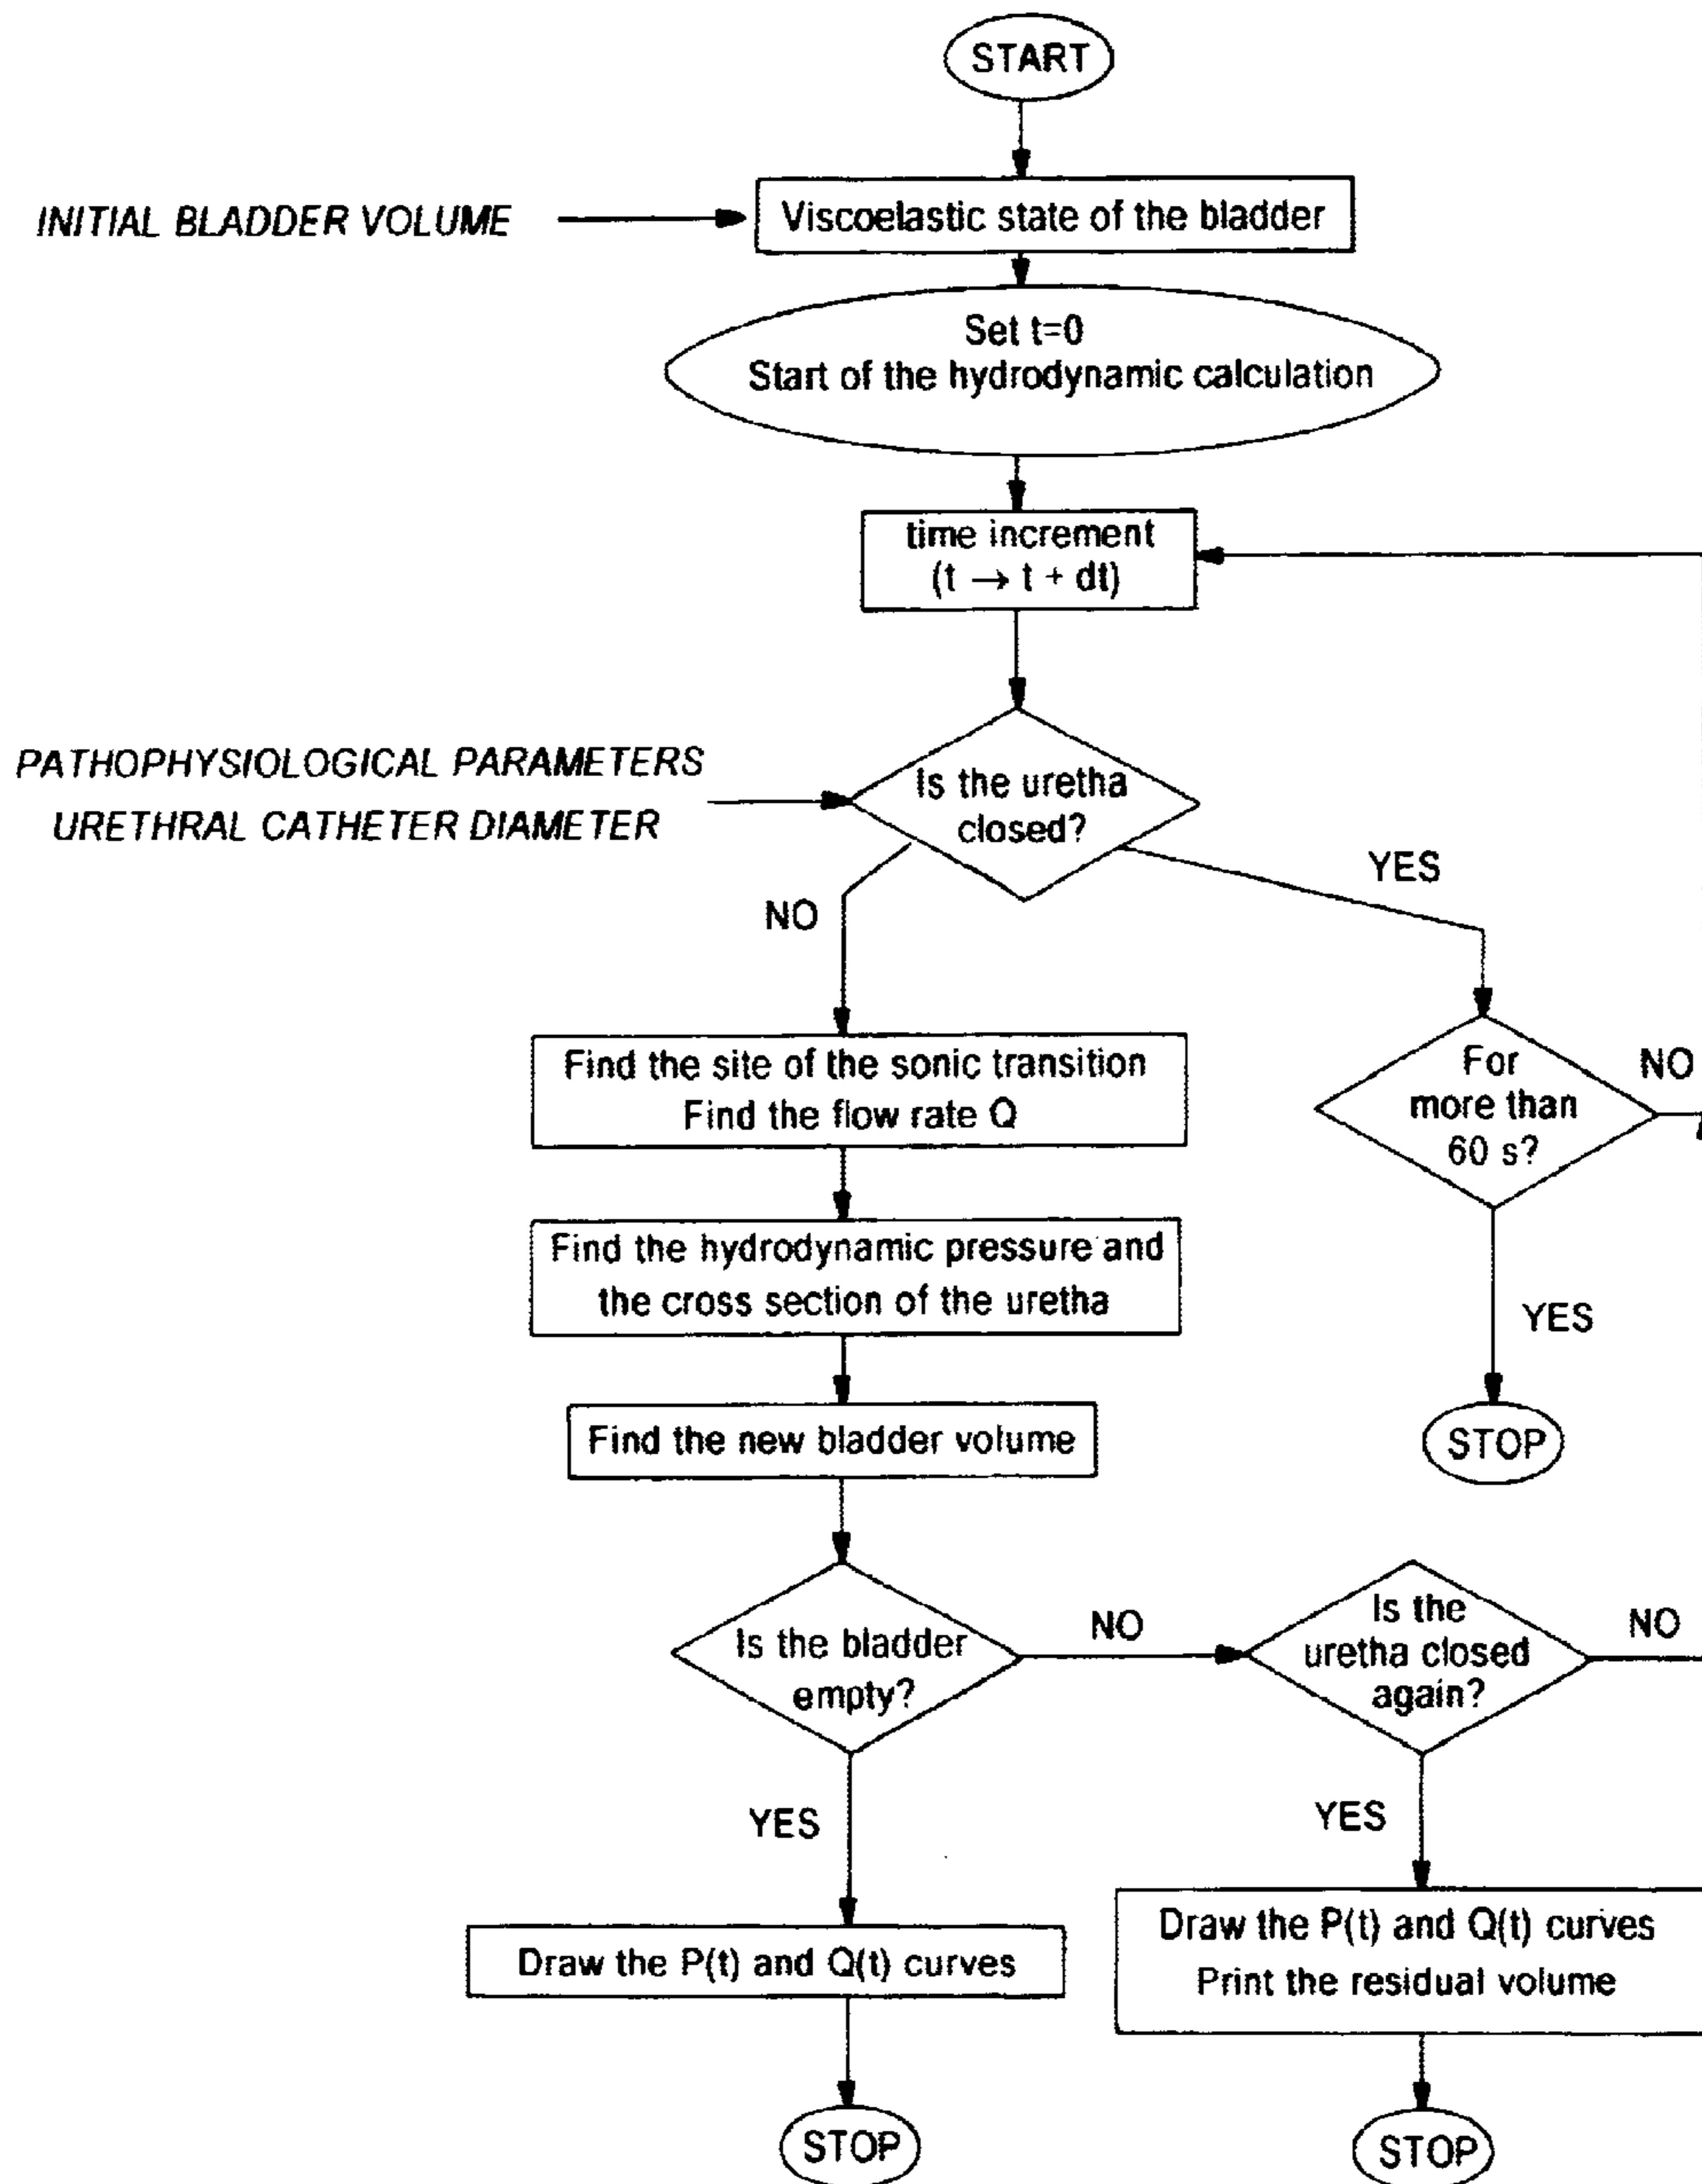 START
INITIAL BLADDER VOLUME
Viscoelastic state of the bladder
Set t=0
Start of the hydrodynamic calculation
time increment
(t → t + dt)
PATHOPHYSIOLOGICAL PARAMETERS
URETHRAL CATHETER DIAMETER
Is the uretha
closed?
NO
YES
Find the site of the sonic transition
Find the flow rate Q
For
more than
60 s?
NO
Find the hydrodynamic pressure and
the cross section of the uretha
YES
Find the new bladder volume
STOP
Is the bladder
empty?
NO
Is the
uretha closed
again?
NO
YES
YES
Draw the P(t) and Q(t) curves
Draw the P(t) and Q(t) curves
Print the residual volume
STOP
STOP